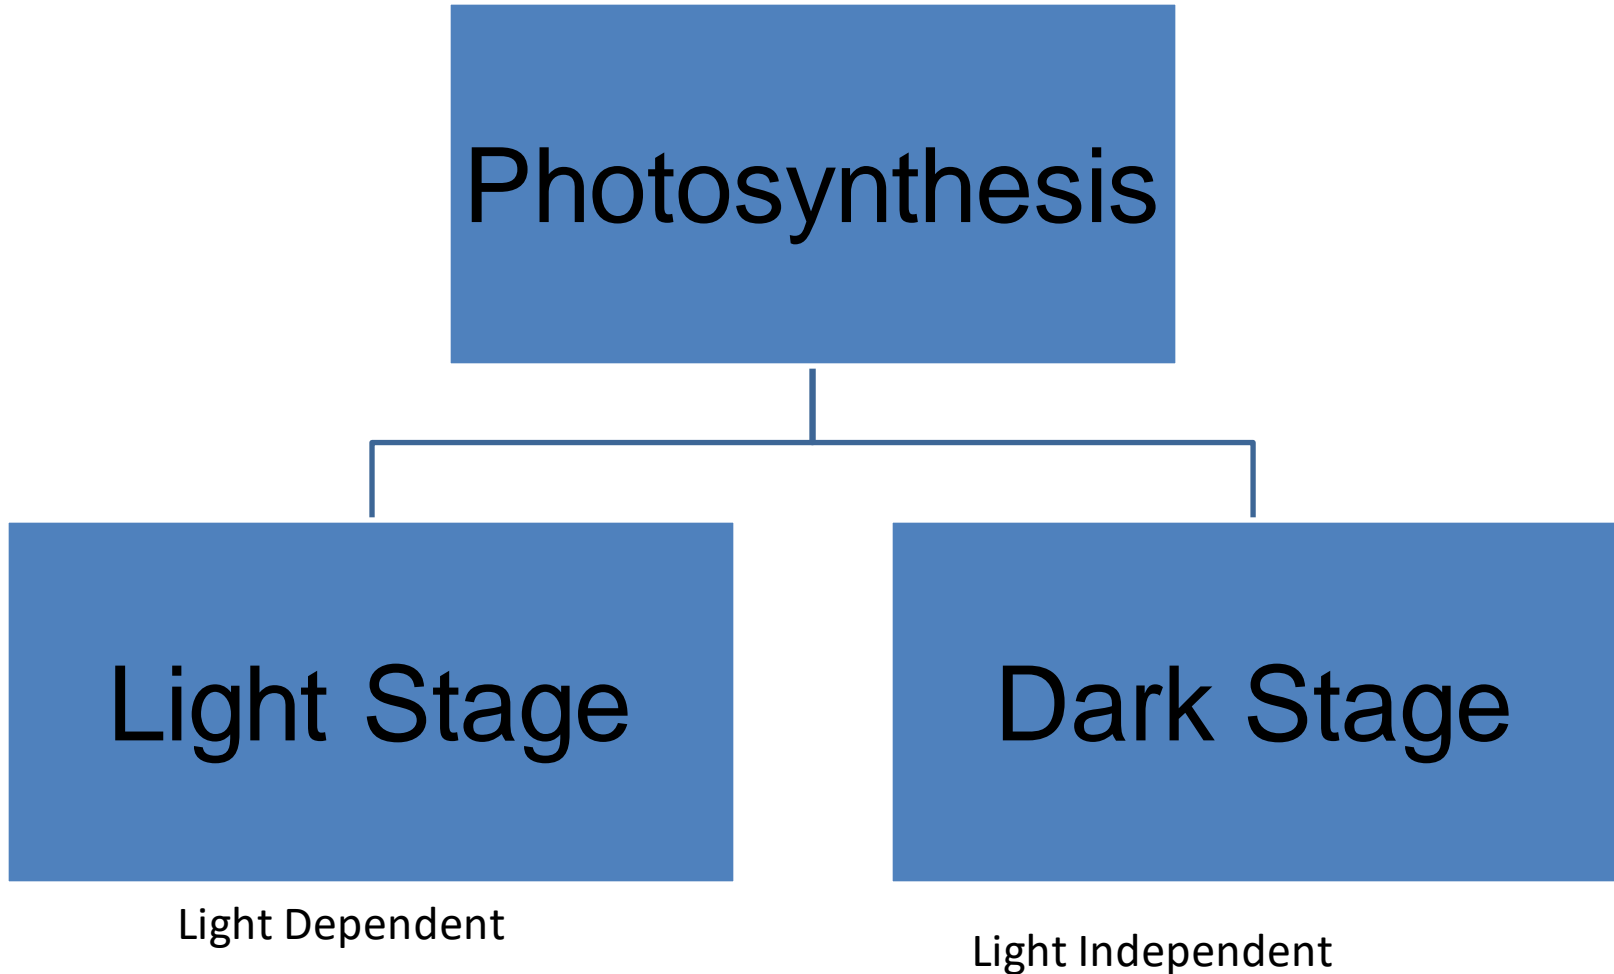 Photosynthesis
Light Stage
Dark Stage
Light Dependent
Light Independent